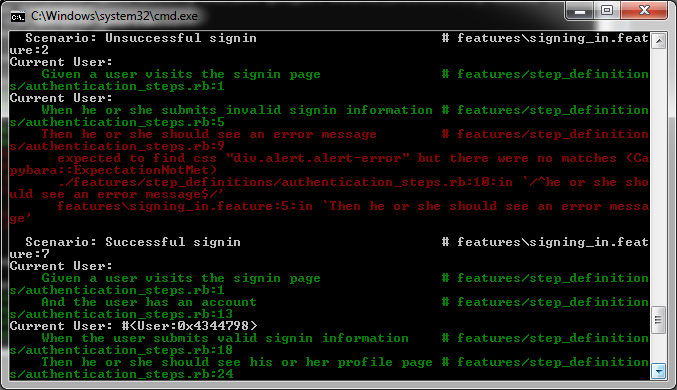 C:\Windows\system32\cmd.exe
C:\.
Scenario: Unsuccessful signin # features\signing_in.feat
ure:2
Current User:
Given a user visits the signin page # features/step_definition
s/authentication_steps.rb:1
Current User:
When he or she submits invalid signin information # features/step_definition
s/authentication_steps.rb:5
Then he or she should see an error message # features/step_definition
s/authentication_steps.rb:9
expected to find css "div.alert.alert-error" but there were no matches (Ca
pybara::ExpectationNotMet)
./features/step_definitions/authentication_steps.rb:10:in `/^he or she sho
uld see an error message$/'
features\signing_in.feature:5:in `Then he or she should see an error messa
ge'
Scenario: Successful signin # features\signing_in.feat
ure:7
Current User:
Given a user visits the signin page # features/step_definition
s/authentication_steps.rb:1
And the user has an account # features/step_definition
s/authentication_steps.rb:13
Current User: #<User:0x4344798>
When the user submits valid signin information # features/step_definition
s/authentication_steps.rb:18
Then he or she should see his or her profile page # features/step_definition
s/authentication_steps.rb:24